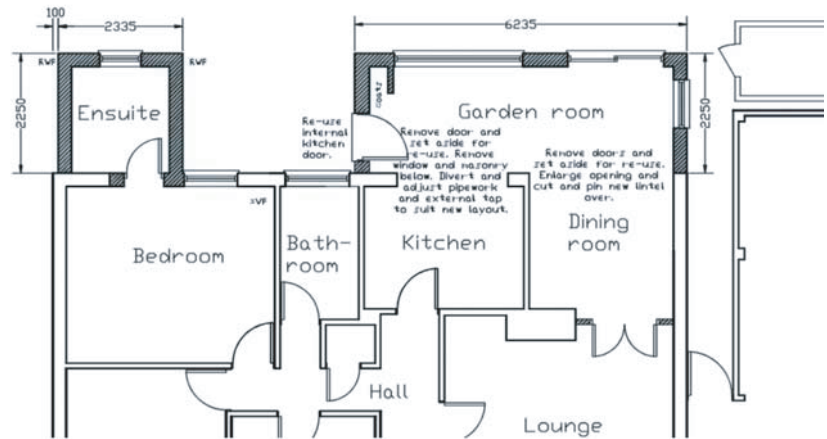 100
2335
6235
RWP
RWP
2250
2250
Ensuite
coats
Garden room
Re-use
internal
kitchen
door.
Remove door and
set aside for
re-use. Remove
window and masonry
below. Divert and
adjust pipework
and external tap
to suit new layout.
Remove doors and
set aside for re-use.
Enlarge opening and
cut and pin new lintel
over.
SVP
Bedroom
Bath-
room
Kitchen
Dining
room
Hall
Lounge